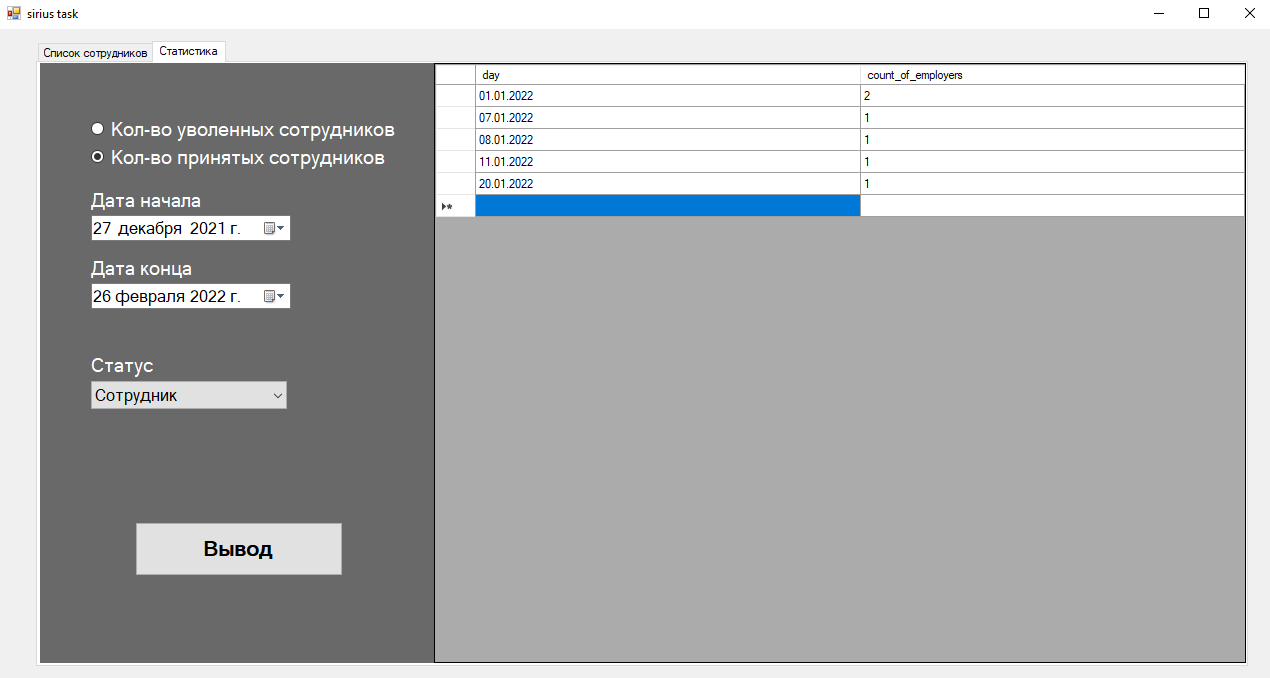 sirius task
Список сотрудников
Статистика
Кол-во уволенных сотрудников
Кол-во принятых сотрудников
Дата начала
27 декабря 2021 г.
Дата конца
26 февраля 2022 г.
Статус
Сотрудник
Вывод
day count_of_employers
01.01.2022 2
07.01.2022 1
08.01.2022 1
11.01.2022 1
20.01.2022 1